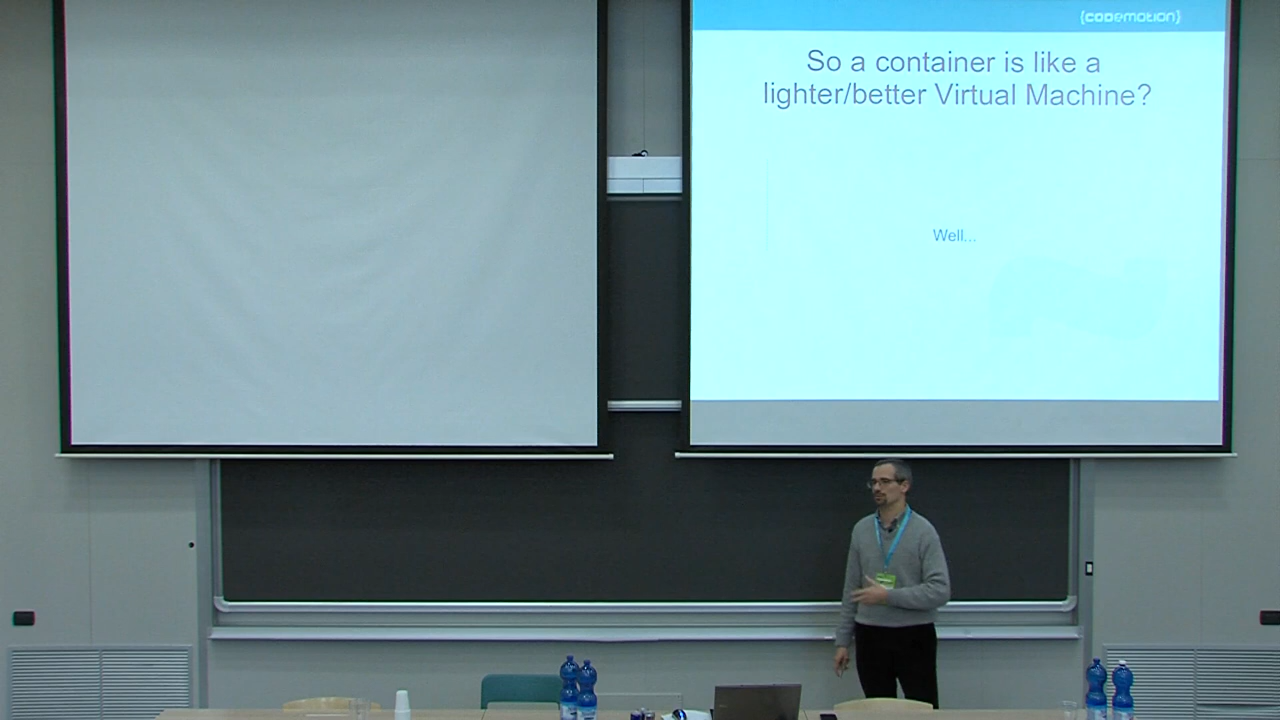 {codemotion}
So a container is like a
lighter/better Virtual Machine?
Well...